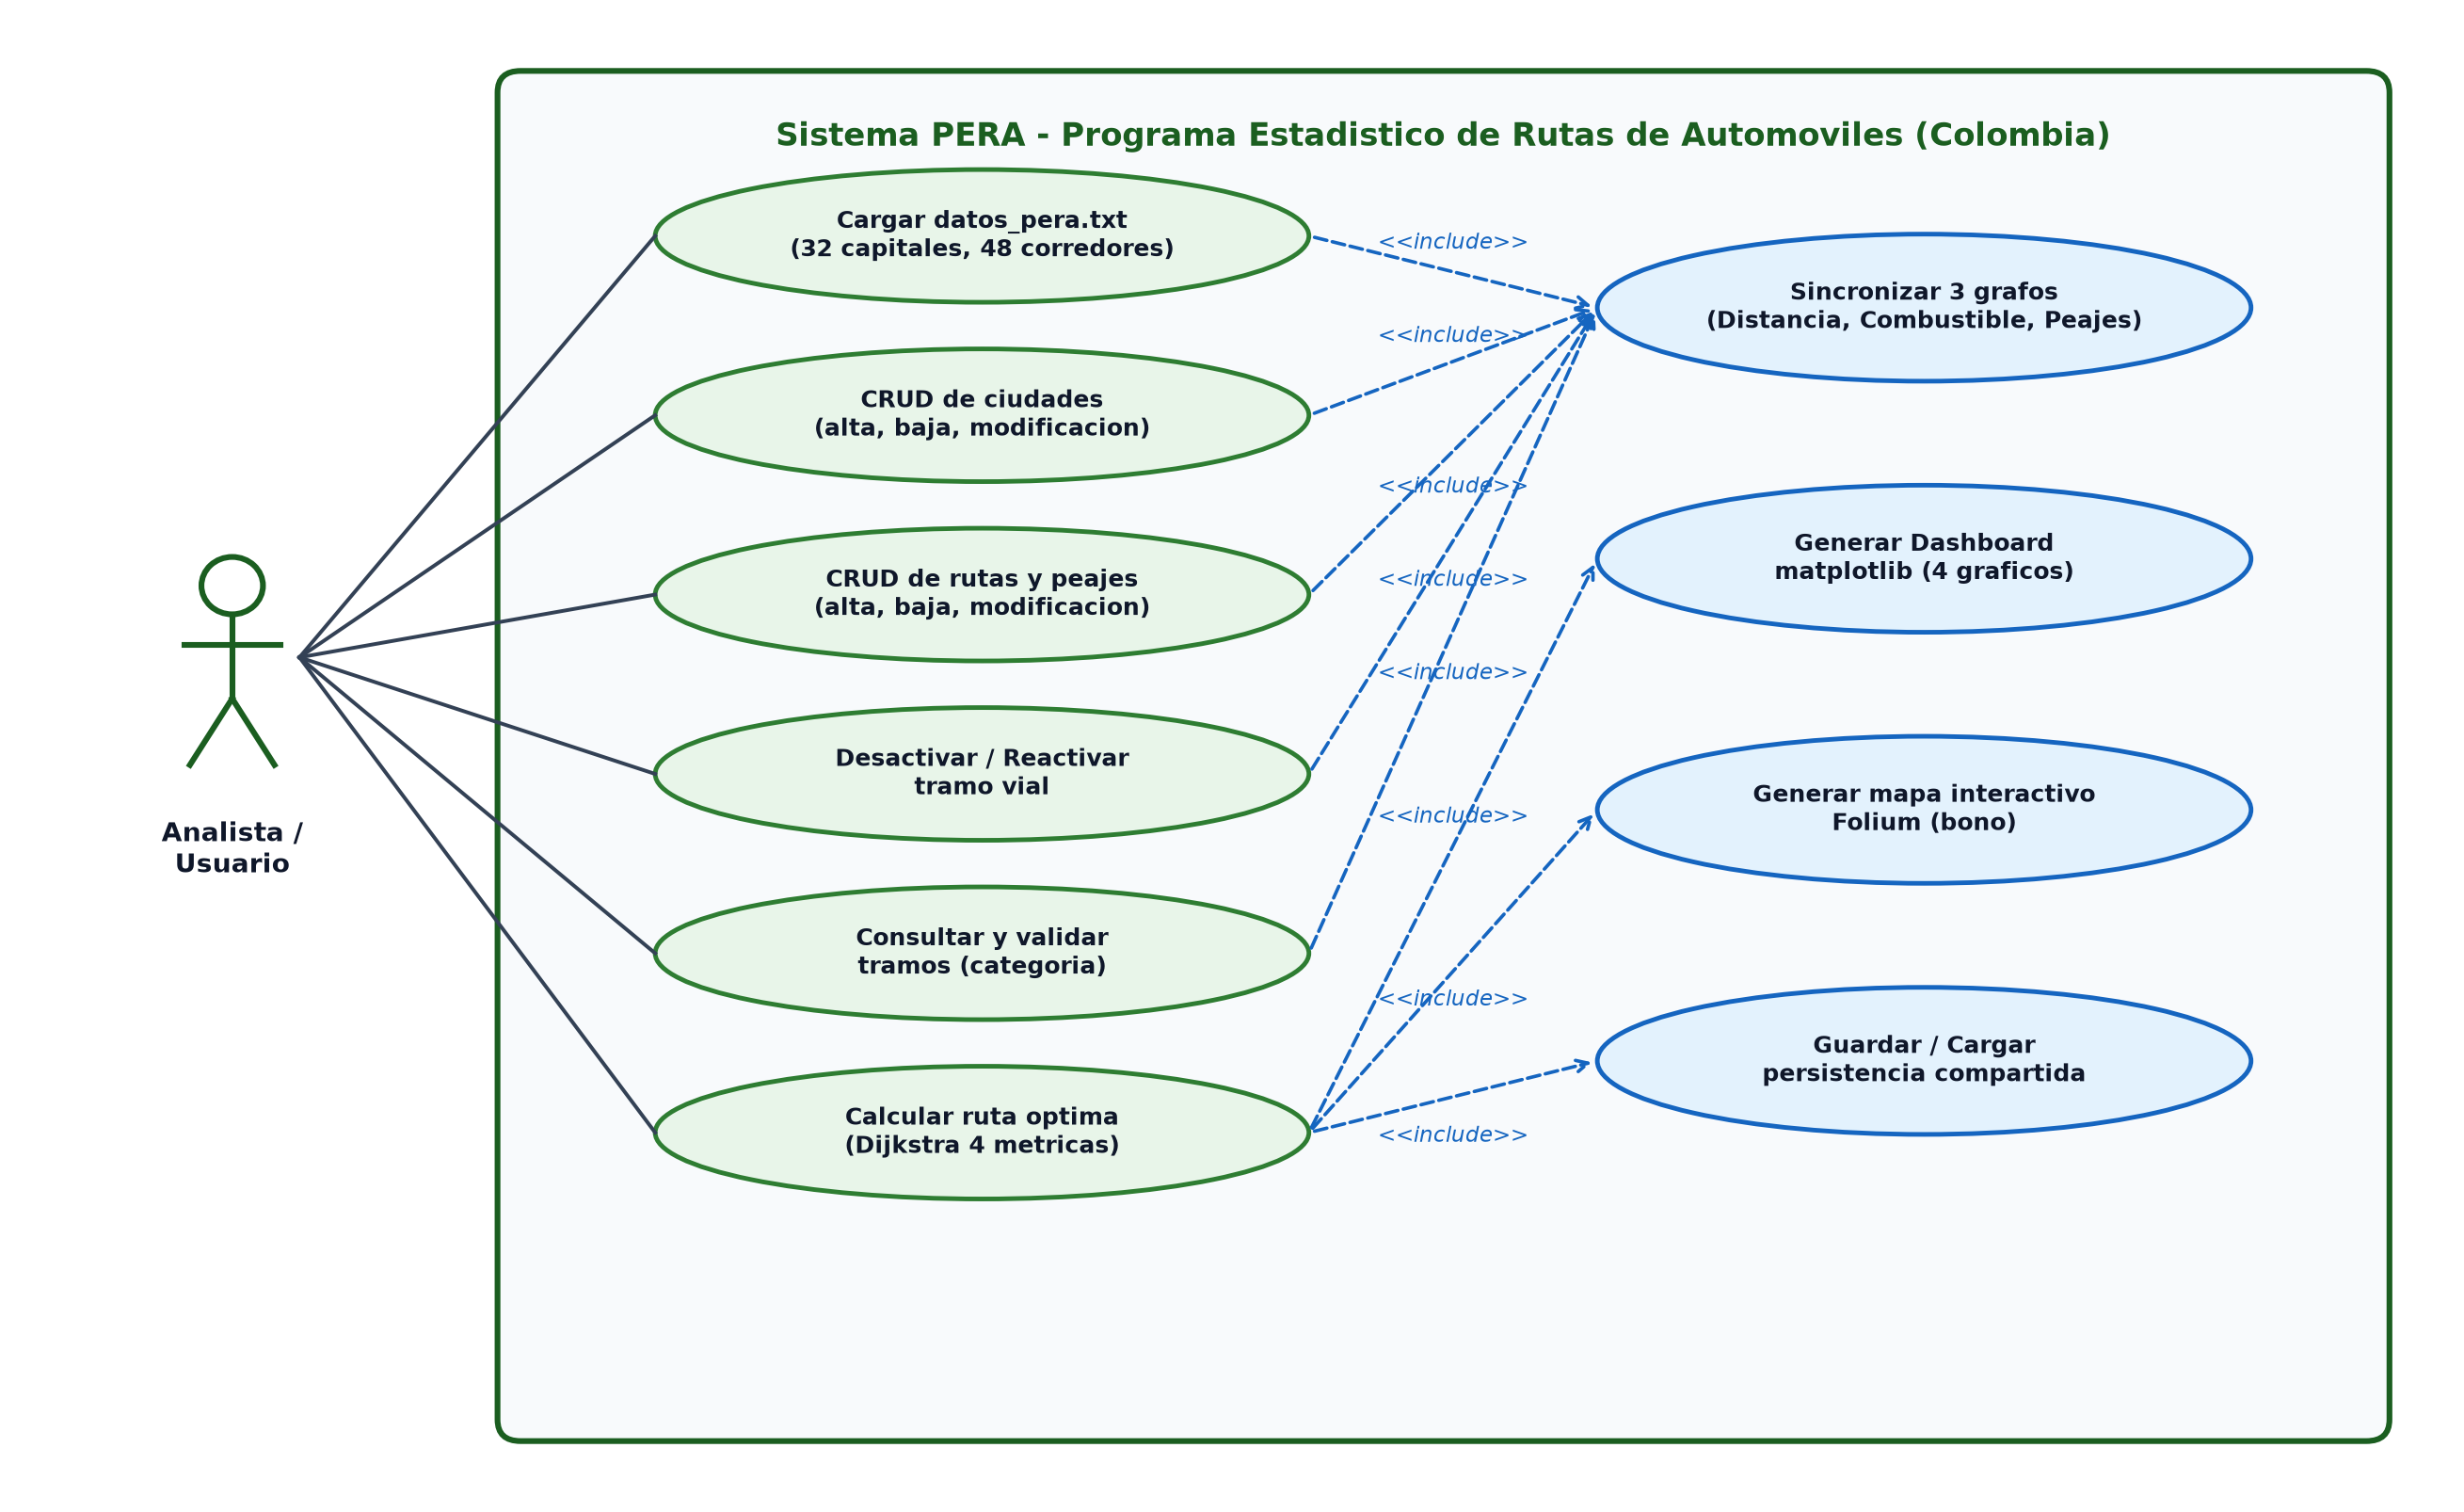 Sistema PERA - Programa Estadistico de Rutas de Automoviles (Colombia)
Cargar datos_pera.txt
(32 capitales, 48 corredores)
<<include>>
Sincronizar 3 grafos
(Distancia, Combustible, Peajes)
<<include>>
CRUD de ciudades
(alta, baja, modificacion)
<<include>>
Generar Dashboard
matplotlib (4 graficos)
CRUD de rutas y peajes
(alta, baja, modificacion)
<<include>>
<<include>>
Desactivar / Reactivar
tramo vial
Generar mapa interactivo
Folium (bono)
<<include>>
Analista /
Usuario
Consultar y validar
tramos (categoria)
<<include>>
Guardar / Cargar
persistencia compartida
Calcular ruta optima
(Dijkstra 4 metricas)
<<include>>